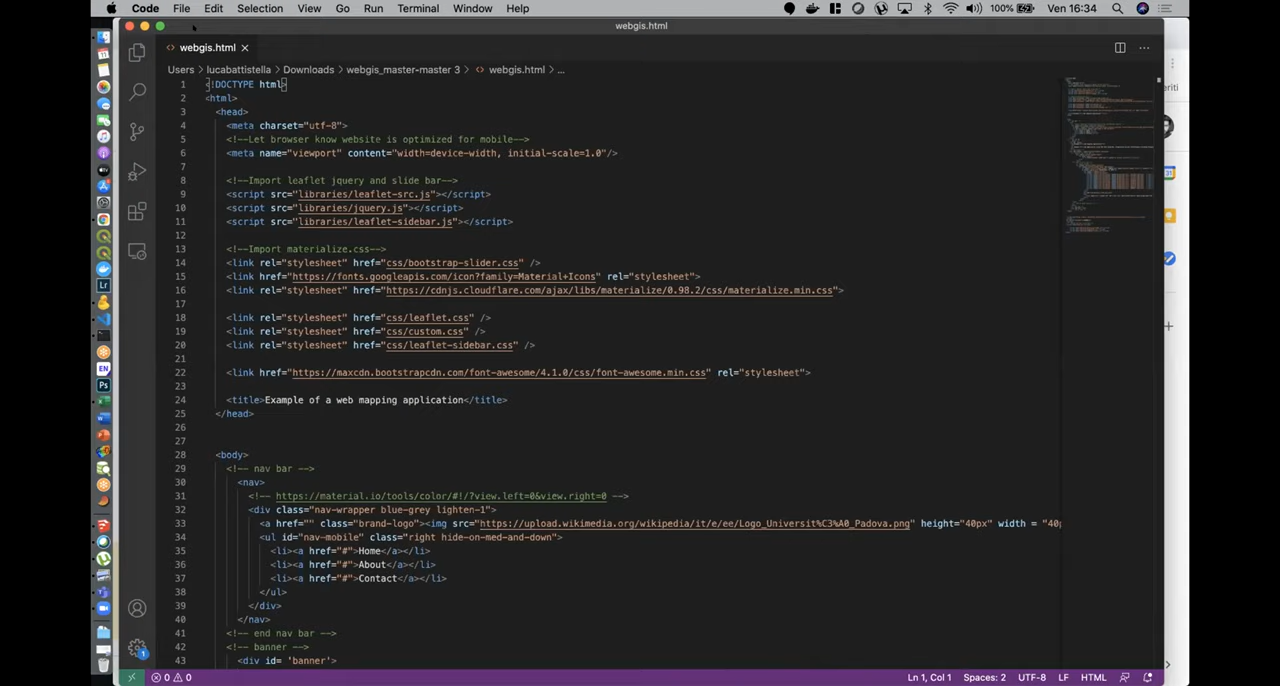 Code File Edit Selection View Go Run Terminal Window Help 100% Ven 16:34
webgis.html
webgis.html
Users > lucabattistella > Downloads > webgis_master-master 3 > webgis.html > ...
1 <!DOCTYPE html>
2 <html>
3 <head>
4 <meta charset="utf-8">
5 <!--Let browser know website is optimized for mobile-->
6 <meta name="viewport" content="width=device-width, initial-scale=1.0"/>
7
8 <!--Import leaflet jquery and slide bar-->
9 <script src="libraries/leaflet-src.js"></script>
10 <script src="libraries/jquery.js"></script>
11 <script src="libraries/leaflet-sidebar.js"></script>
12
13 <!--Import materialize.css-->
14 <link rel="stylesheet" href="css/bootstrap-slider.css" />
15 <link href="https://fonts.googleapis.com/icon?family=Material+Icons" rel="stylesheet">
16 <link rel="stylesheet" href="https://cdnjs.cloudflare.com/ajax/libs/materialize/0.98.2/css/materialize.min.css">
17
18 <link rel="stylesheet" href="css/leaflet.css" />
19 <link rel="stylesheet" href="css/custom.css" />
20 <link rel="stylesheet" href="css/leaflet-sidebar.css" />
21
22 <link href="https://maxcdn.bootstrapcdn.com/font-awesome/4.1.0/css/font-awesome.min.css" rel="stylesheet">
23
24 <title>Example of a web mapping application</title>
25 </head>
26
27
28 <body>
29 <!-- nav bar -->
30 <nav>
31 <!-- https://material.io/tools/color/#!/?view.left=0&view.right=0 -->
32 <div class="nav-wrapper blue-grey lighten-1">
33 <a href="" class="brand-logo"><img src="https://upload.wikimedia.org/wikipedia/it/e/ee/Logo_Universit%C3%A0_Padova.png" height="40px" width = "40p
34 <ul id="nav-mobile" class="right hide-on-med-and-down">
35 <li><a href="#">Home</a></li>
36 <li><a href="#">About</a></li>
37 <li><a href="#">Contact</a></li>
38 </ul>
39 </div>
40 </nav>
41 <!-- end nav bar -->
42 <!-- banner -->
43 <div id= 'banner'>
0 0 Ln 1, Col 1 Spaces: 2 UTF-8 LF HTML
eriti
Lr
EN
Ps
1